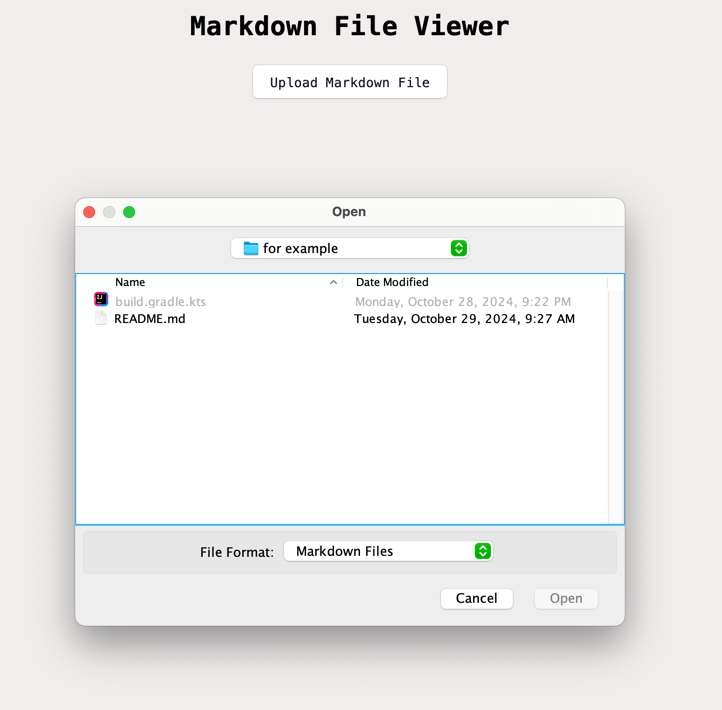 Markdown File Viewer
Upload Markdown File
Open
for example
Name Date Modified
build.gradle.kts Monday, October 28, 2024, 9:22 PM
README.md Tuesday, October 29, 2024, 9:27 AM
File Format: Markdown Files
Cancel Open